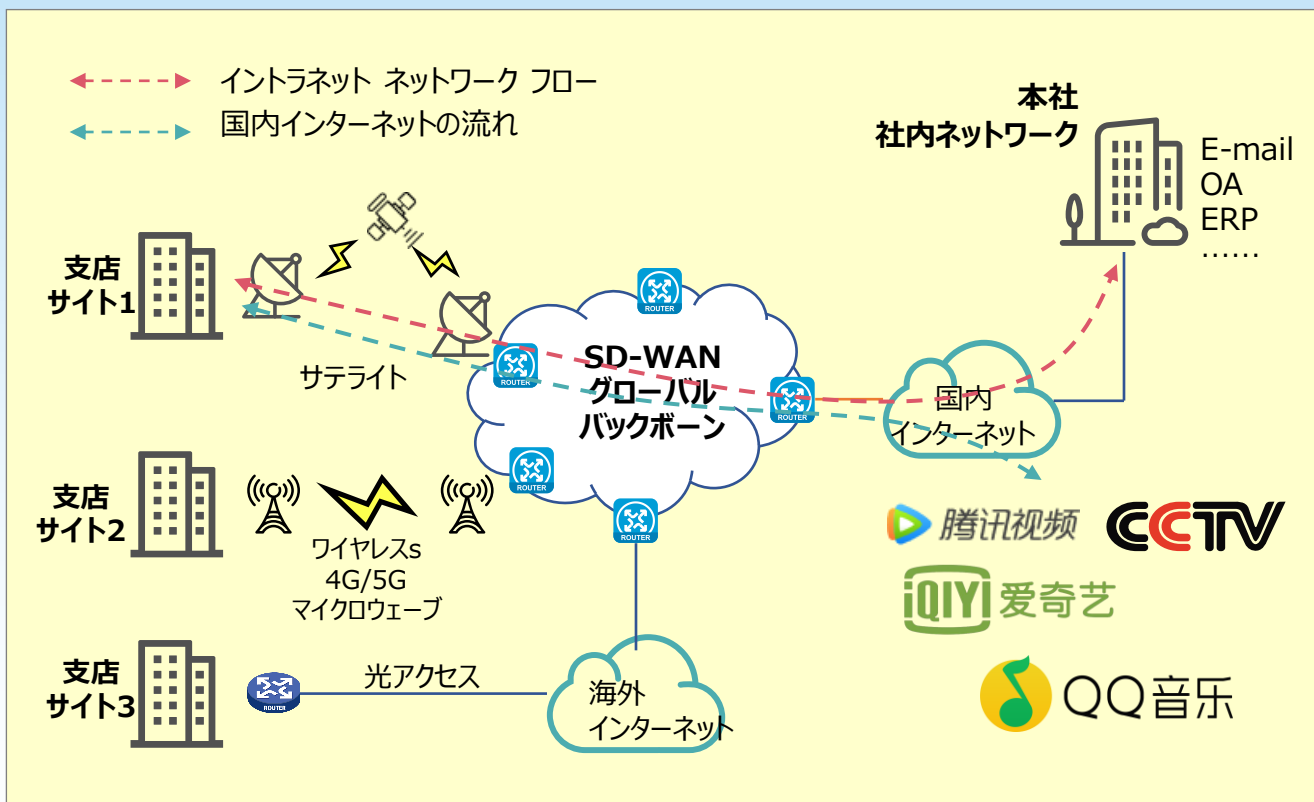 イントラネット ネットワーク フロー
国内インターネットの流れ
本社
社内ネットワーク
E-mail
OA
ERP
……
支店
サイト1
サテライト
ROUTER
ROUTER
SD-WAN
グローバル
バックボーン
ROUTER
国内
インターネット
支店
サイト2
ワイヤレスs
4G/5G
マイクロウェーブ
ROUTER
ROUTER
腾讯视频
CCTV
iQIYI 爱奇艺
支店
サイト3
ROUTER
光アクセス
海外
インターネット
QQ音乐